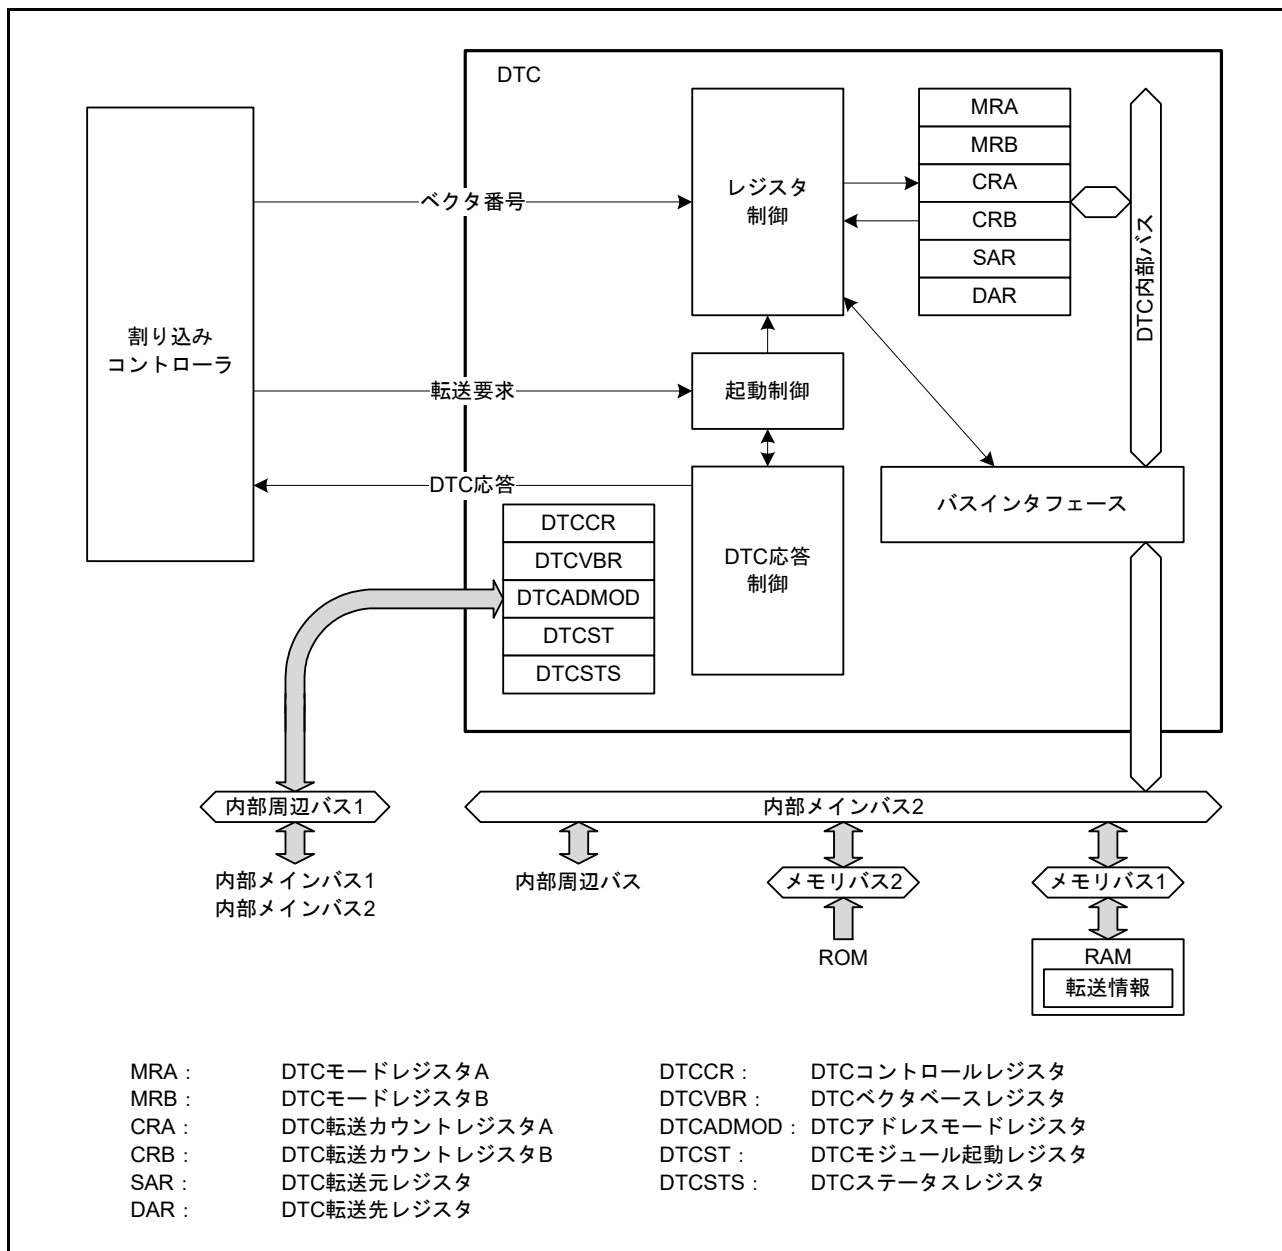 DTC
MRA
MRB
CRA
CRB
SAR
DAR
レジスタ
制御
ベクタ番号
DTC内部バス
割り込み
コントローラ
起動制御
転送要求
バスインタフェース
DTC応答
DTCCR
DTCVBR
DTCADMOD
DTCST
DTCSTS
DTC応答
制御
内部周辺バス1
内部メインバス2
内部メインバス1
内部メインバス2
内部周辺バス
メモリバス2
メモリバス1
ROM
RAM
転送情報
MRA : DTCモードレジスタA
MRB : DTCモードレジスタB
CRA : DTC転送カウントレジスタA
CRB : DTC転送カウントレジスタB
SAR : DTC転送元レジスタ
DAR : DTC転送先レジスタ
DTCCR : DTCコントロールレジスタ
DTCVBR : DTCベクタベースレジスタ
DTCADMOD : DTCアドレスモードレジスタ
DTCST : DTCモジュール起動レジスタ
DTCSTS : DTCステータスレジスタ